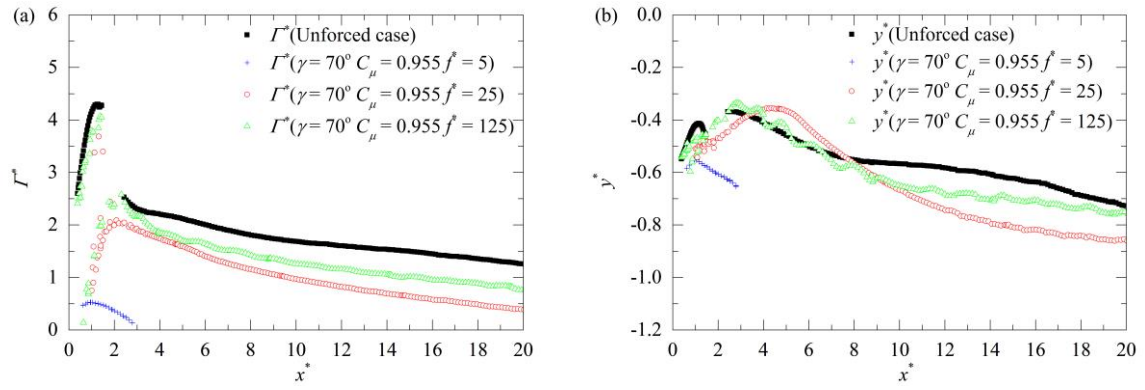 (a)
6
5
4
3
2
1
0
Γ*
Γ*(Unforced case)
Γ*(γ = 70° Cμ = 0.955 f* = 5)
Γ*(γ = 70° Cμ = 0.955 f* = 25)
Γ*(γ = 70° Cμ = 0.955 f* = 125)
0 2 4 6 8 10 12 14 16 18 20
x*
(b)
0.0
-0.2
-0.4
-0.6
-0.8
-1.0
-1.2
y*
y*(Unforced case)
y*(γ = 70° Cμ = 0.955 f* = 5)
y*(γ = 70° Cμ = 0.955 f* = 25)
y*(γ = 70° Cμ = 0.955 f* = 125)
0 2 4 6 8 10 12 14 16 18 20
x*